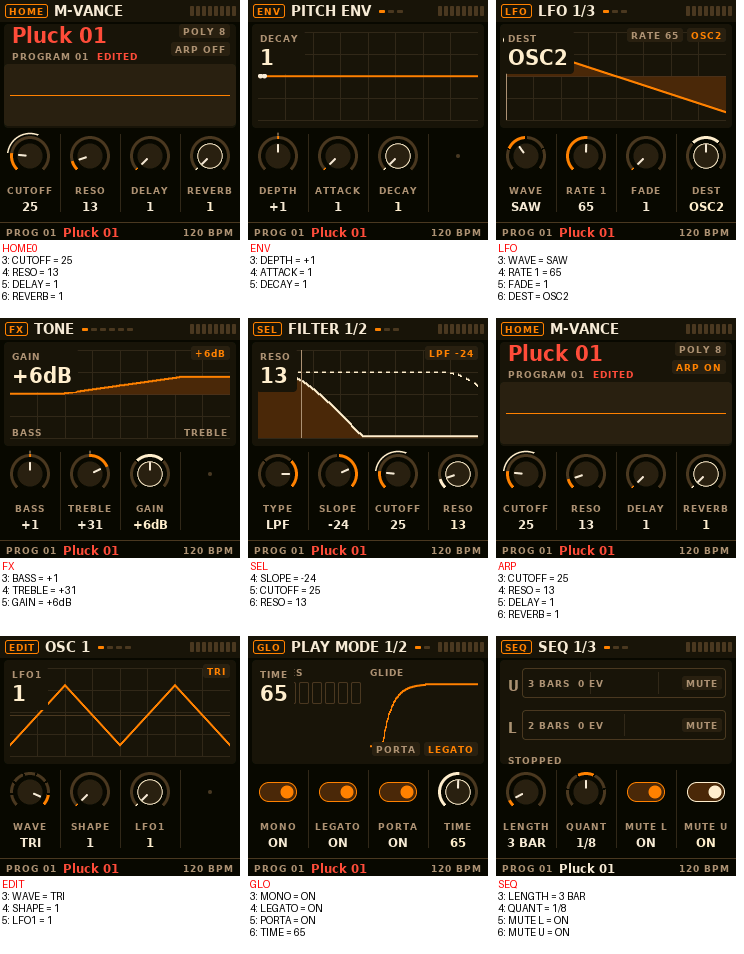 HOME M-VANCE
Pluck 01
POLY 8
ARP OFF
PROGRAM 01 EDITED
CUTOFF RESO DELAY REVERB
25 13 1 1
PROG 01 Pluck 01 120 BPM
HOME0
3: CUTOFF = 25
4: RESO = 13
5: DELAY = 1
6: REVERB = 1
ENV PITCH ENV
DECAY
1
DEPTH ATTACK DECAY
+1 1 1
PROG 01 Pluck 01 120 BPM
ENV
3: DEPTH = +1
4: ATTACK = 1
5: DECAY = 1
LFO LFO 1/3
DEST
OSC2
RATE 65 OSC2
WAVE RATE 1 FADE DEST
SAW 65 1 OSC2
PROG 01 Pluck 01 120 BPM
LFO
3: WAVE = SAW
4: RATE 1 = 65
5: FADE = 1
6: DEST = OSC2
FX TONE
GAIN
+6dB
+6dB
BASS TREBLE
BASS TREBLE GAIN
+1 +31 +6dB
PROG 01 Pluck 01 120 BPM
FX
3: BASS = +1
4: TREBLE = +31
5: GAIN = +6dB
SEL FILTER 1/2
RESO
13
LPF -24
TYPE SLOPE CUTOFF RESO
LPF -24 25 13
PROG 01 Pluck 01 120 BPM
SEL
4: SLOPE = -24
5: CUTOFF = 25
6: RESO = 13
HOME M-VANCE
Pluck 01
POLY 8
ARP ON
PROGRAM 01 EDITED
CUTOFF RESO DELAY REVERB
25 13 1 1
PROG 01 Pluck 01 120 BPM
ARP
3: CUTOFF = 25
4: RESO = 13
5: DELAY = 1
6: REVERB = 1
EDIT OSC 1
LFO1
1
TRI
WAVE SHAPE LFO1
TRI 1 1
PROG 01 Pluck 01 120 BPM
EDIT
3: WAVE = TRI
4: SHAPE = 1
5: LFO1 = 1
GLO PLAY MODE 1/2
TIME S GLIDE
65
PORTA LEGATO
MONO LEGATO PORTA TIME
ON ON ON 65
PROG 01 Pluck 01 120 BPM
GLO
3: MONO = ON
4: LEGATO = ON
5: PORTA = ON
6: TIME = 65
SEQ SEQ 1/3
U 3 BARS 0 EV MUTE
L 2 BARS 0 EV MUTE
STOPPED
LENGTH QUANT MUTE L MUTE U
3 BAR 1/8 ON ON
PROG 01 Pluck 01 120 BPM
SEQ
3: LENGTH = 3 BAR
4: QUANT = 1/8
5: MUTE L = ON
6: MUTE U = ON